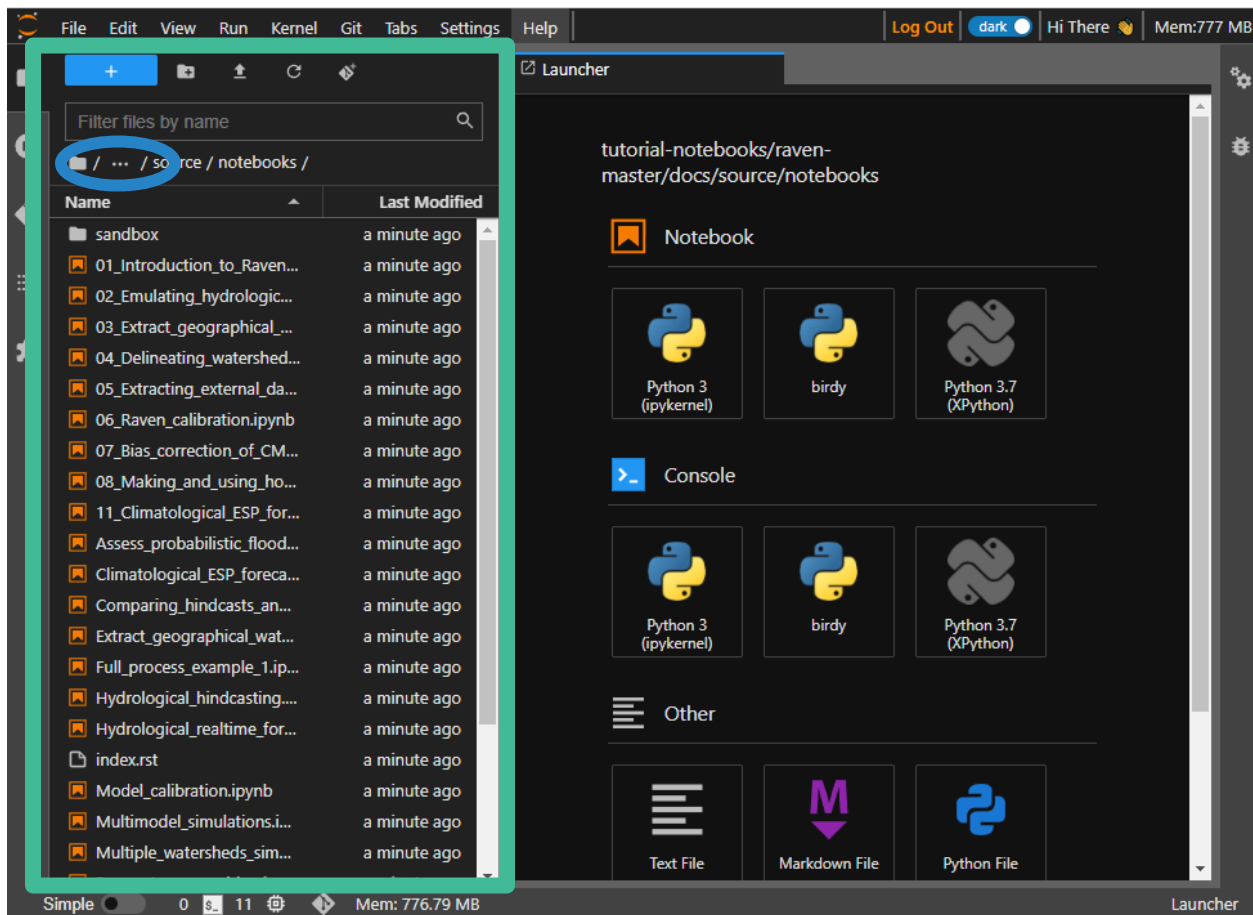 File Edit View Run Kernel Git Tabs Settings Help Log Out dark Hi There 👋 Mem:777 MB
+
Launcher
Filter files by name
/ ··· / source / notebooks /
Name Last Modified
sandbox a minute ago
01_Introduction_to_Raven... a minute ago
02_Emulating_hydrologic... a minute ago
03_Extract_geographical_... a minute ago
04_Delineating_watershed... a minute ago
05_Extracting_external_da... a minute ago
06_Raven_calibration.ipynb a minute ago
07_Bias_correction_of_CM... a minute ago
08_Making_and_using_ho... a minute ago
11_Climatological_ESP_for... a minute ago
Assess_probabilistic_flood... a minute ago
Climatological_ESP_foreca... a minute ago
Comparing_hindcasts_an... a minute ago
Extract_geographical_wat... a minute ago
Full_process_example_1.ip... a minute ago
Hydrological_hindcasting.... a minute ago
Hydrological_realtime_for... a minute ago
index.rst a minute ago
Model_calibration.ipynb a minute ago
Multimodel_simulations.i... a minute ago
Multiple_watersheds_sim... a minute ago
tutorial-notebooks/raven-
master/docs/source/notebooks
Notebook
Python 3 birdy Python 3.7
(ipykernel) (XPython)
Console
Python 3 birdy Python 3.7
(ipykernel) (XPython)
Other
Text File Markdown File Python File
Simple 0 $_ 11 Mem: 776.79 MB Launcher